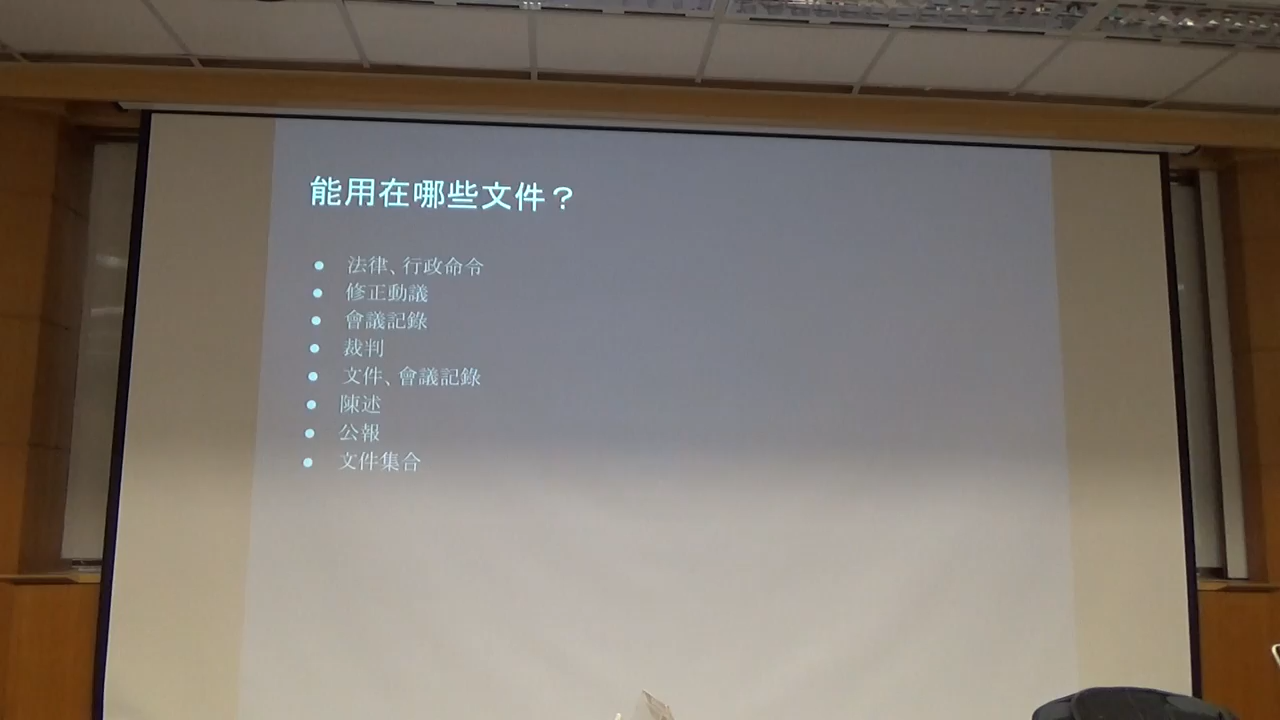 能用在哪些文件？
● 法律、行政命令
● 修正動議
● 會議記錄
● 裁判
● 文件、會議記錄
● 陳述
● 公報
● 文件集合